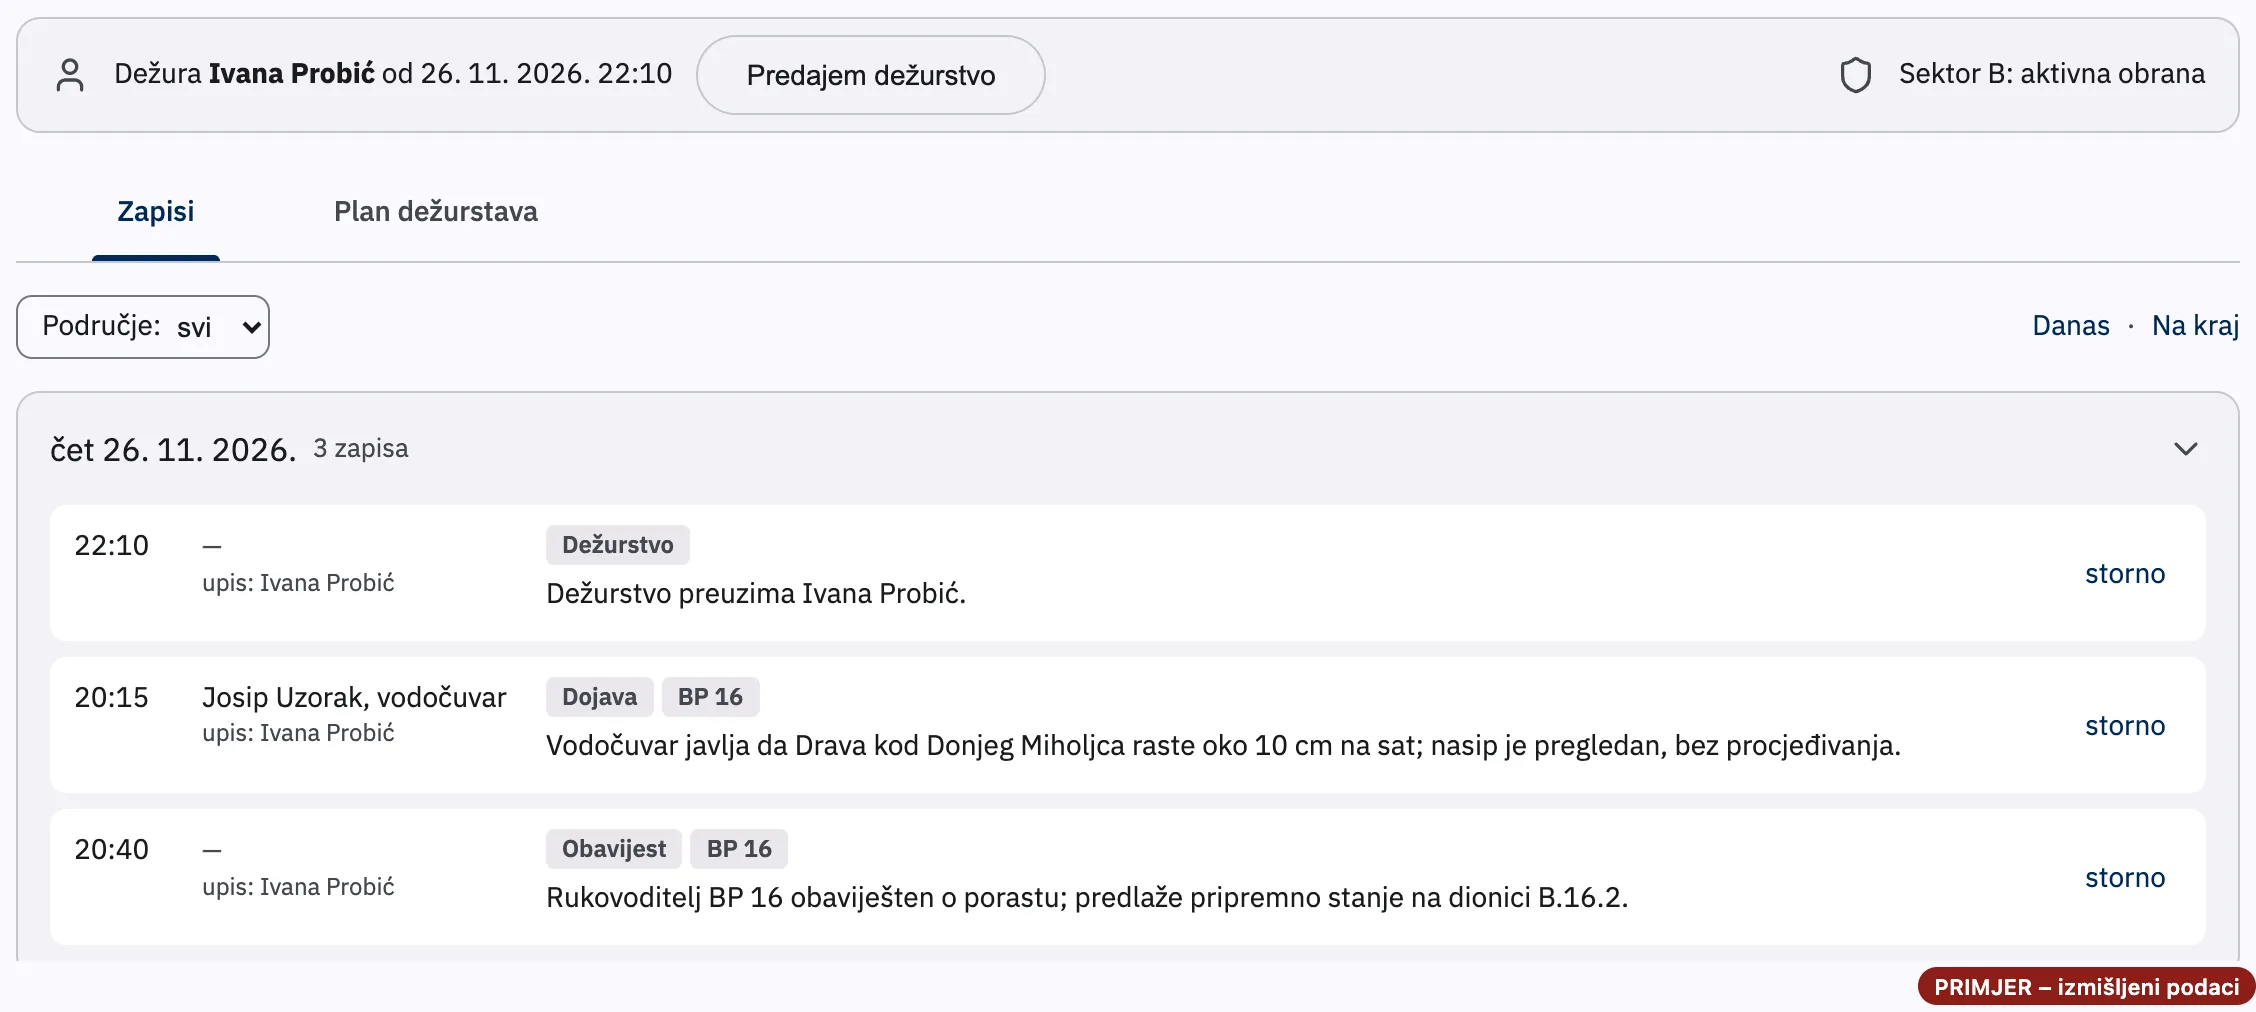 Dežura Ivana Probić od 26. 11. 2026. 22:10 Predajem dežurstvo Sektor B: aktivna obrana
Zapisi Plan dežurstava
Područje: svi Danas · Na kraj
čet 26. 11. 2026. 3 zapisa
22:10 — Dežurstvo
upis: Ivana Probić Dežurstvo preuzima Ivana Probić. storno
20:15 Josip Uzorak, vodočuvar Dojava BP 16
upis: Ivana Probić Vodočuvar javlja da Drava kod Donjeg Miholjca raste oko 10 cm na sat; nasip je pregledan, bez procjeđivanja. storno
20:40 — Obavijest BP 16
upis: Ivana Probić Rukovoditelj BP 16 obaviješten o porastu; predlaže pripremno stanje na dionici B.16.2. storno
PRIMJER – izmišljeni podaci